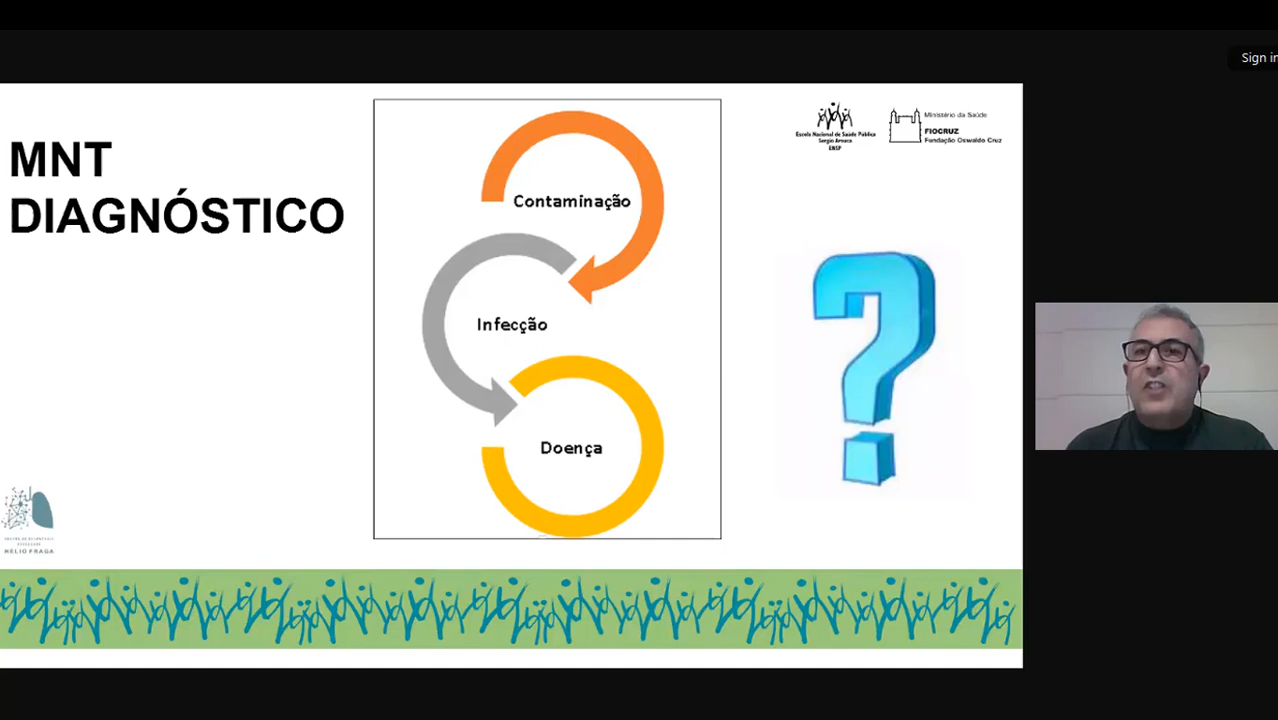 Sign in
MNT
DIAGNÓSTICO
Contaminação
Infecção
Doença
Escola Nacional de Saúde Pública
Sergio Arouca
ENSP
Ministério da Saúde
FIOCRUZ
Fundação Oswaldo Cruz
HELIO FRAGA